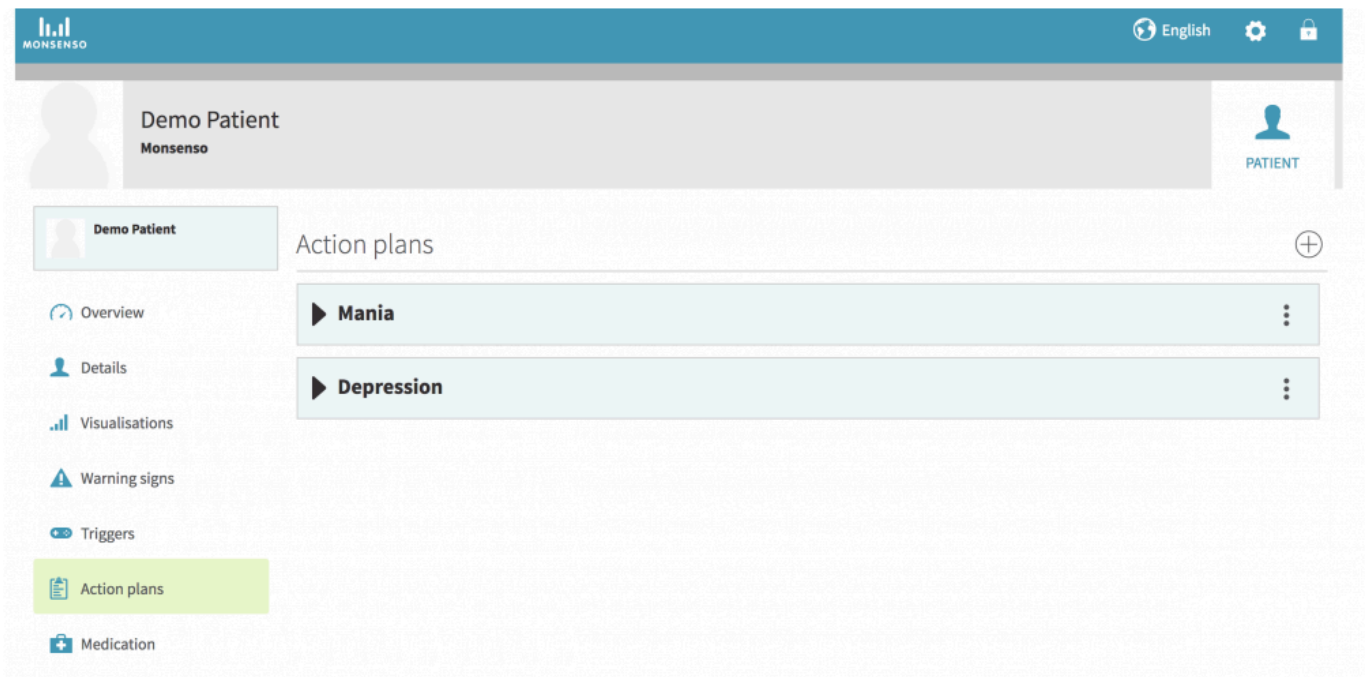 MONSENSO
English
Demo Patient
Monsenso
PATIENT
Demo Patient
Overview
Details
Visualisations
Warning signs
Triggers
Action plans
Medication
Action plans
Mania
Depression